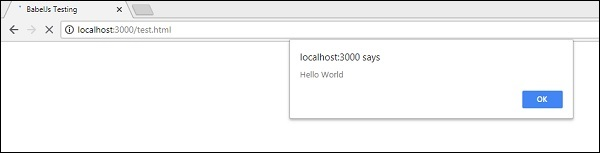 BabelJs Testing
localhost:3000/test.html
localhost:3000 says
Hello World
OK